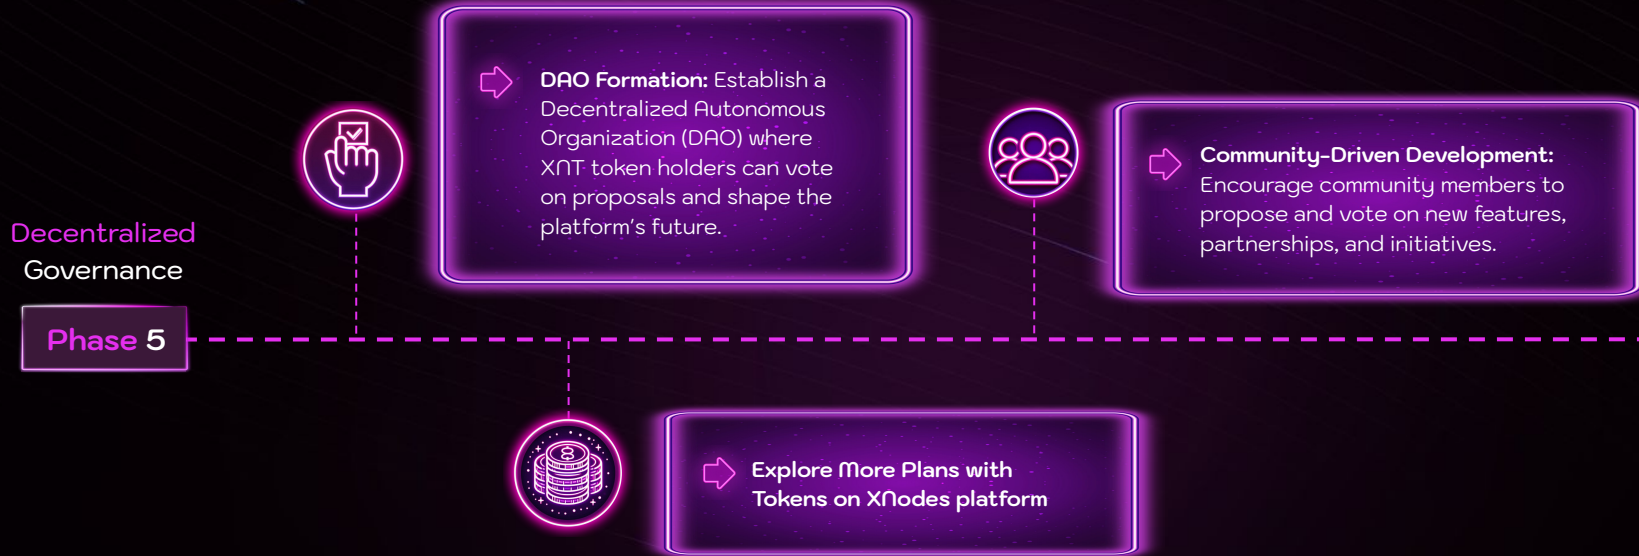 Decentralized
Governance
Phase 5
DAO Formation: Establish a
Decentralized Autonomous
Organization (DAO) where
XNT token holders can vote
on proposals and shape the
platform's future.
Explore More Plans with
Tokens on XNodes platform
Community-Driven Development:
Encourage community members to
propose and vote on new features,
partnerships, and initiatives.